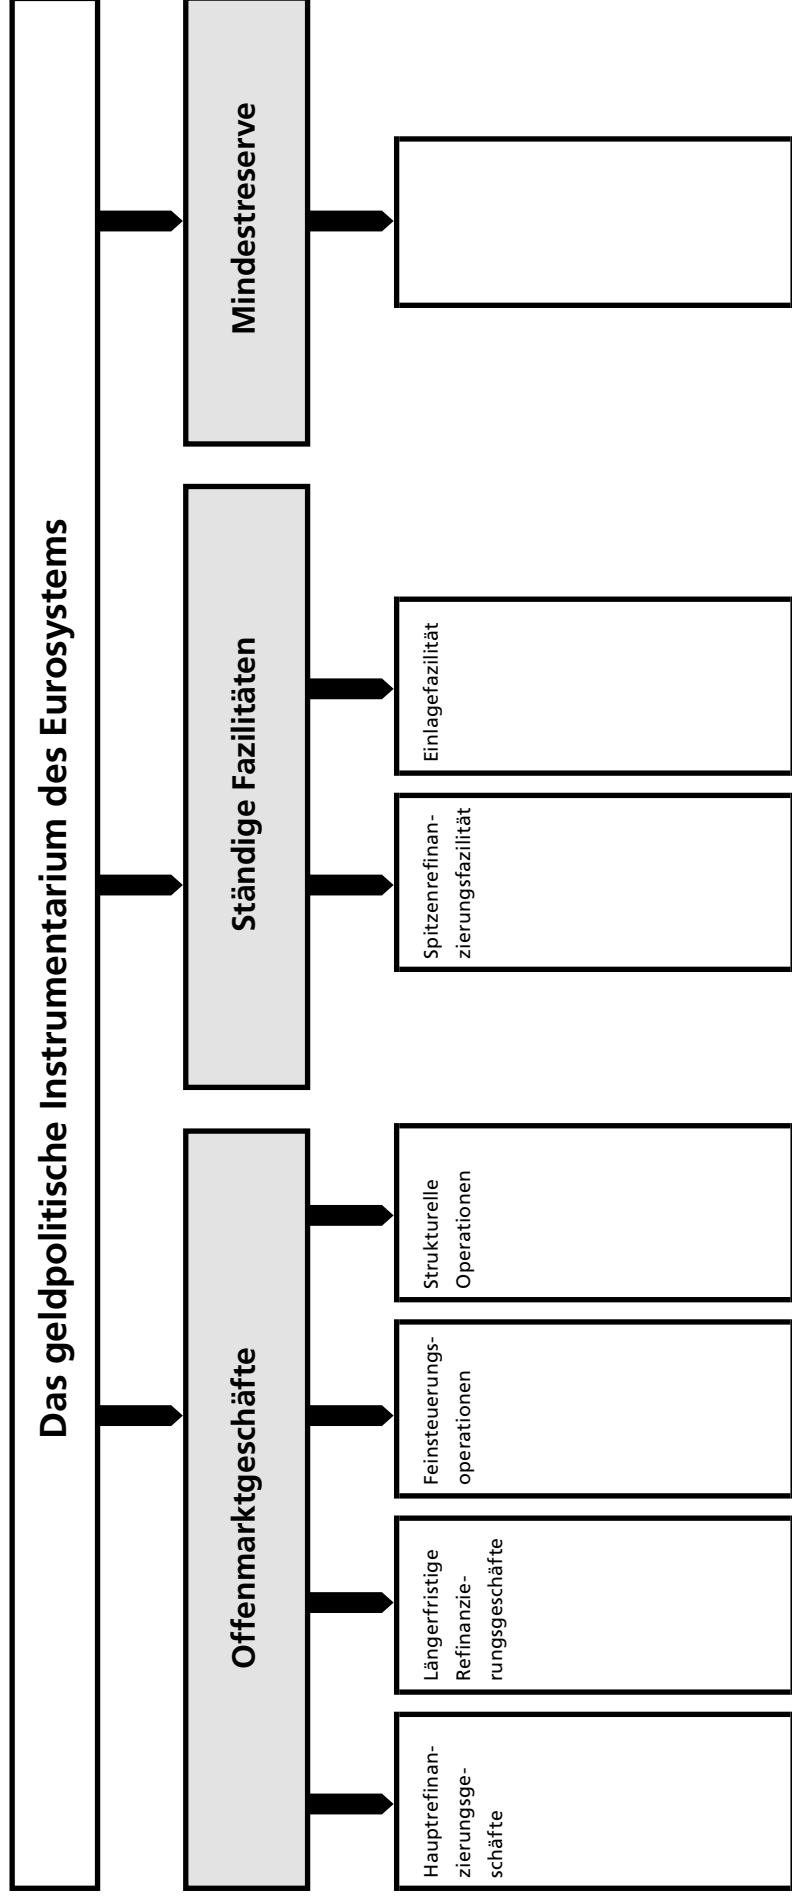 Das geldpolitische Instrumentarium des Eurosystems
Offenmarktgeschäfte
Ständige Fazilitäten
Mindestreserve
Hauptrefinan-
zierungsge-
schäfte
Längerfristige
Refinanzie-
rungsgeschäfte
Feinsteuerungs-
operationen
Strukturelle
Operationen
Spitzenrefinan-
zierungsfazilität
Einlagefazilität